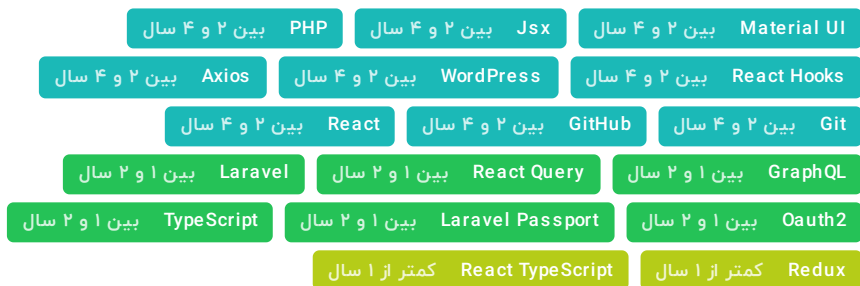 Material UI بین ۲ و ۴ سال Jsx بین ۲ و ۴ سال PHP بین ۲ و ۴ سال
React Hooks بین ۲ و ۴ سال WordPress بین ۲ و ۴ سال Axios بین ۲ و ۴ سال
Git بین ۲ و ۴ سال GitHub بین ۲ و ۴ سال React بین ۲ و ۴ سال
GraphQL بین ۱ و ۲ سال React Query بین ۱ و ۲ سال Laravel بین ۱ و ۲ سال
Oauth2 بین ۱ و ۲ سال Laravel Passport بین ۱ و ۲ سال TypeScript بین ۱ و ۲ سال
Redux کمتر از ۱ سال React TypeScript کمتر از ۱ سال